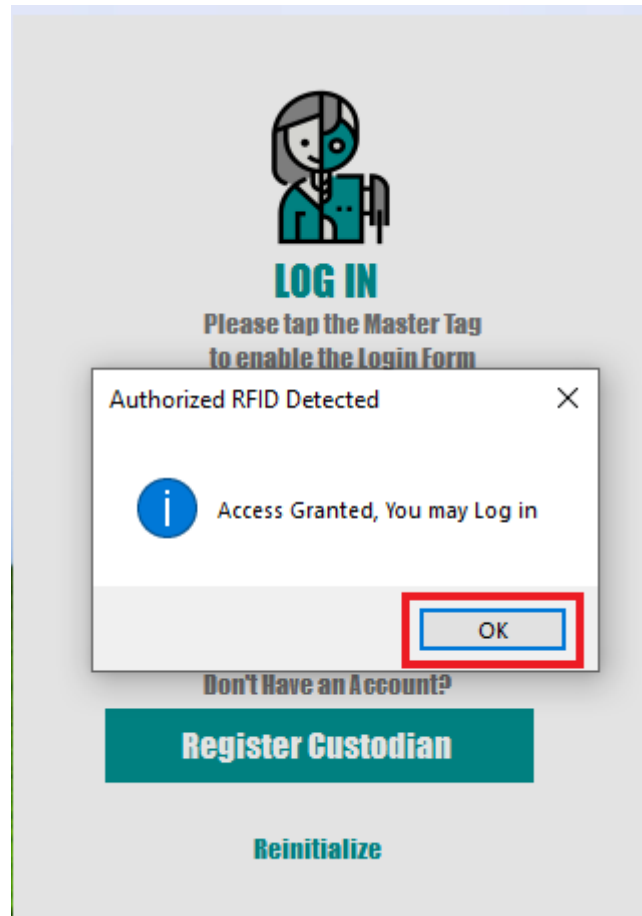 LOG IN
Please tap the Master Tag
to enable the Login Form
Authorized RFID Detected
Access Granted, You may Log in
OK
Don't Have an Account?
Register Custodian
Reinitialize